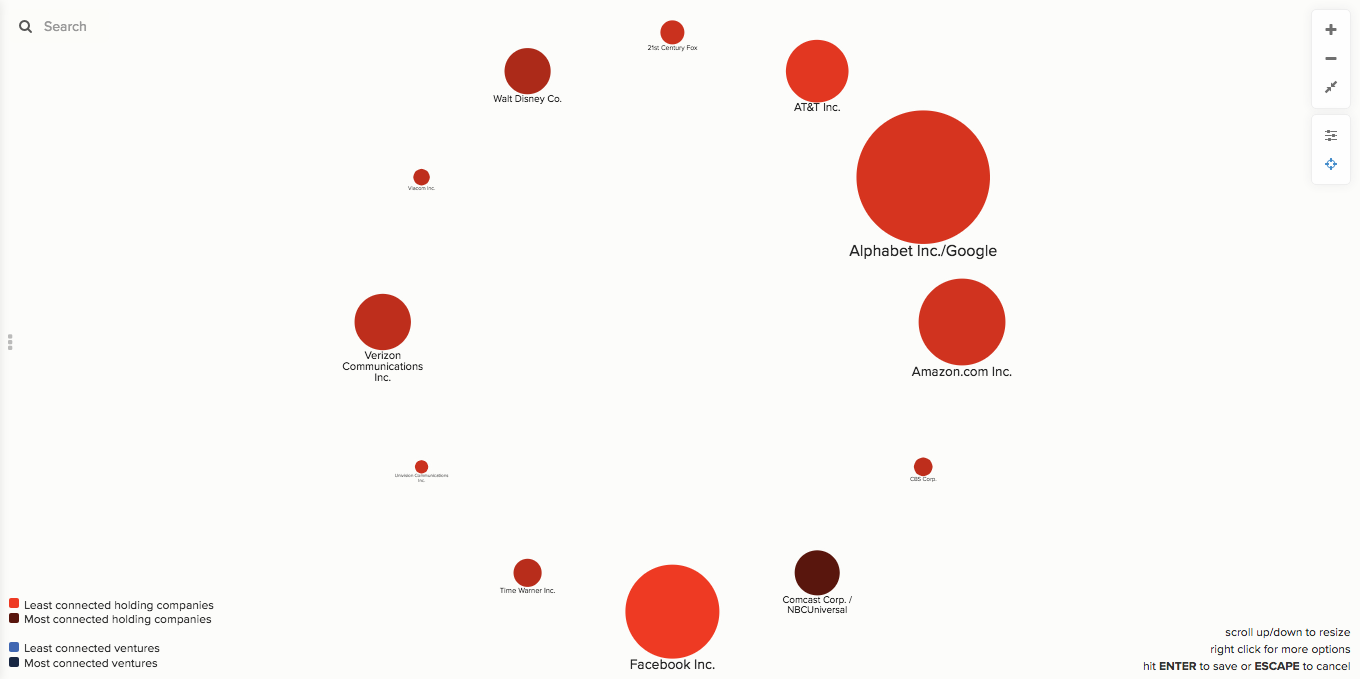 Search
21st Century Fox
Walt Disney Co.
AT&T Inc.
Viacom Inc.
Alphabet Inc./Google
Verizon
Communications
Inc.
Amazon.com Inc.
Univision Communications
Inc.
CBS Corp.
Time Warner Inc.
Comcast Corp. /
NBCUniversal
Facebook Inc.
Least connected holding companies
Most connected holding companies
Least connected ventures
Most connected ventures
scroll up/down to resize
right click for more options
hit ENTER to save or ESCAPE to cancel